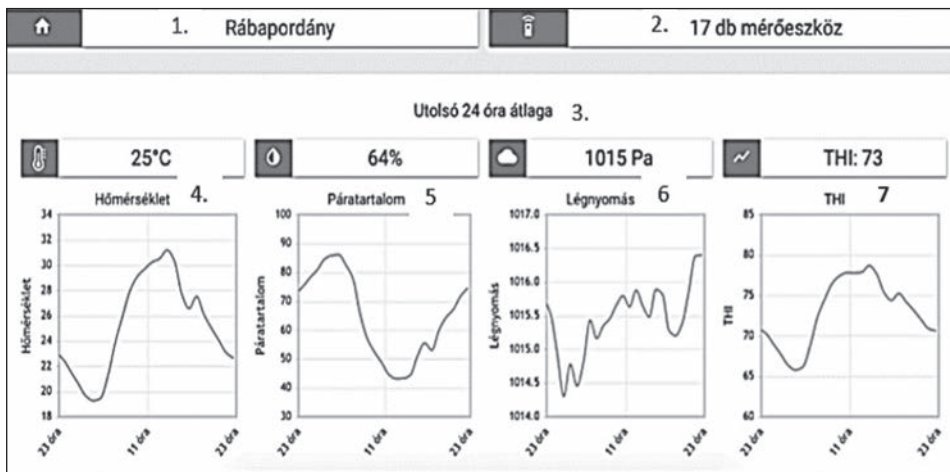 1. Rábapordány
2. 17 db mérőeszköz
Utolsó 24 óra átlaga 3.
25°C
64%
1015 Pa
THI: 73
Hőmérséklet 4.
Páratartalom 5
Légnyomás 6
THI 7
Hőmérséklet
34
32
30
28
26
24
22
20
18
23 óra
11 óra
23 óra
Páratartalom
100
90
80
70
60
50
40
30
23 óra
11 óra
23 óra
Légnyomás
1017.0
1016.5
1016.0
1015.5
1015.0
1014.5
1014.0
23 óra
11 óra
23 óra
THI
85
80
75
70
65
60
23 óra
11 óra
23 óra